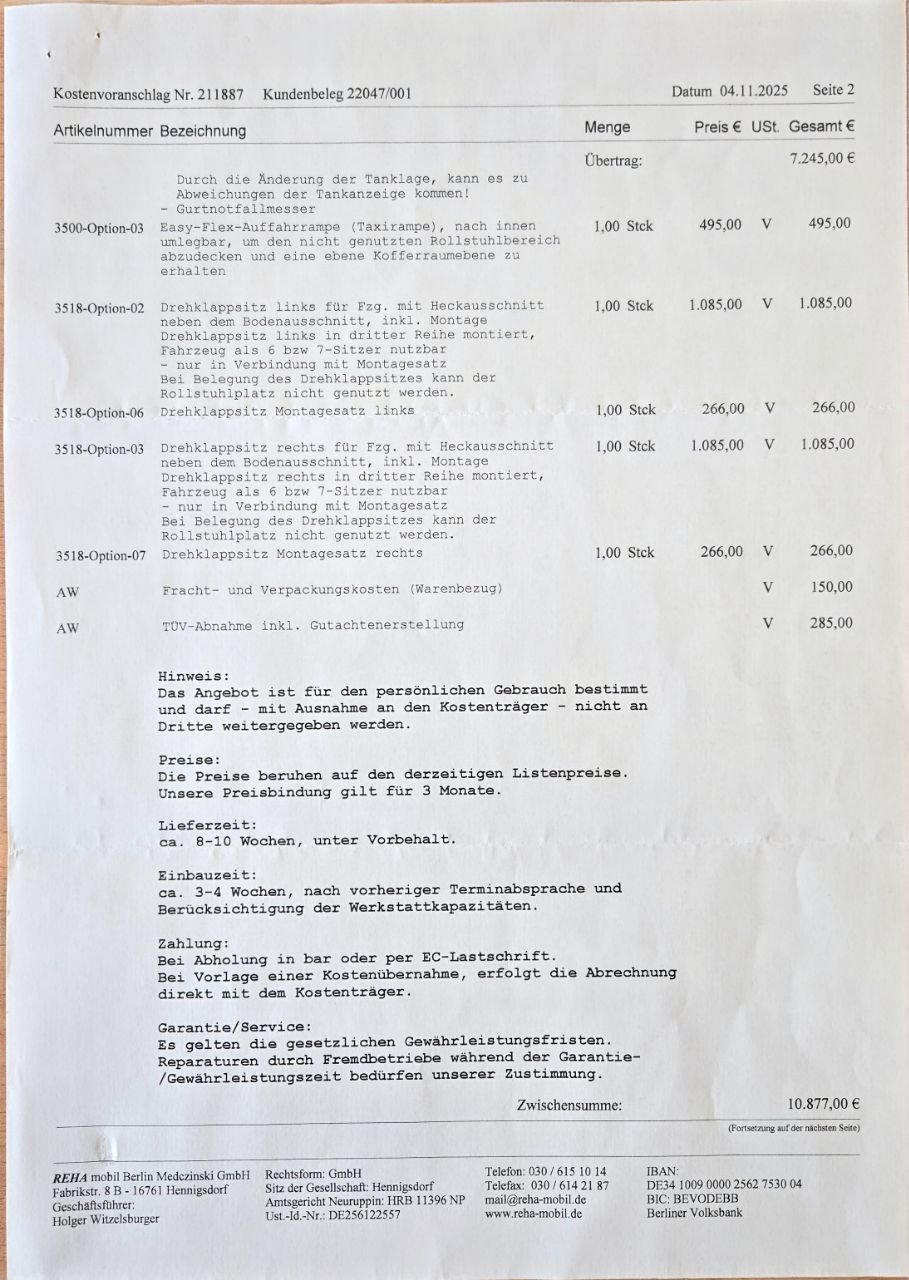 Kostenvoranschlag Nr. 211887 Kundenbeleg 22047/001 Datum 04.11.2025 Seite 2
Artikelnummer Bezeichnung Menge Preis € USt. Gesamt €
Übertrag: 7.245,00 €
Durch die Änderung der Tanklage, kann es zu
Abweichungen der Tankanzeige kommen!
- Gurtnotfallmesser
3500-Option-03 Easy-Flex-Auffahrrampe (Taxirampe), nach innen 1,00 Stck 495,00 V 495,00
umlegbar, um den nicht genutzten Rollstuhlbereich
abzudecken und eine ebene Kofferraumebene zu
erhalten
3518-Option-02 Drehklappsitz links für Fzg. mit Heckausschnitt 1,00 Stck 1.085,00 V 1.085,00
neben dem Bodenausschnitt, inkl. Montage
Drehklappsitz links in dritter Reihe montiert,
Fahrzeug als 6 bzw 7-Sitzer nutzbar
- nur in Verbindung mit Montagesatz
Bei Belegung des Drehklappsitzes kann der
Rollstuhlplatz nicht genutzt werden.
3518-Option-06 Drehklappsitz Montagesatz links 1,00 Stck 266,00 V 266,00
3518-Option-03 Drehklappsitz rechts für Fzg. mit Heckausschnitt 1,00 Stck 1.085,00 V 1.085,00
neben dem Bodenausschnitt, inkl. Montage
Drehklappsitz rechts in dritter Reihe montiert,
Fahrzeug als 6 bzw 7-Sitzer nutzbar
- nur in Verbindung mit Montagesatz
Bei Belegung des Drehklappsitzes kann der
Rollstuhlplatz nicht genutzt werden.
3518-Option-07 Drehklappsitz Montagesatz rechts 1,00 Stck 266,00 V 266,00
AW Fracht- und Verpackungskosten (Warenbezug) V 150,00
AW TÜV-Abnahme inkl. Gutachtenerstellung V 285,00
Hinweis:
Das Angebot ist für den persönlichen Gebrauch bestimmt
und darf - mit Ausnahme an den Kostenträger - nicht an
Dritte weitergegeben werden.
Preise:
Die Preise beruhen auf den derzeitigen Listenpreise.
Unsere Preisbindung gilt für 3 Monate.
Lieferzeit:
ca. 8-10 Wochen, unter Vorbehalt.
Einbauzeit:
ca. 3-4 Wochen, nach vorheriger Terminabsprache und
Berücksichtigung der Werkstattkapazitäten.
Zahlung:
Bei Abholung in bar oder per EC-Lastschrift.
Bei Vorlage einer Kostenübernahme, erfolgt die Abrechnung
direkt mit dem Kostenträger.
Garantie/Service:
Es gelten die gesetzlichen Gewährleistungsfristen.
Reparaturen durch Fremdbetriebe während der Garantie-
/Gewährleistungszeit bedürfen unserer Zustimmung.
Zwischensumme: 10.877,00 €
(Fortsetzung auf der nächsten Seite)
REHA mobil Berlin Medczinski GmbH
Fabrikstr. 8 B - 16761 Hennigsdorf
Geschäftsführer:
Holger Witzelsburger
Rechtsform: GmbH
Sitz der Gesellschaft: Hennigsdorf
Amtsgericht Neuruppin: HRB 11396 NP
Ust.-Id.-Nr.: DE256122557
Telefon: 030 / 615 10 14
Telefax: 030 / 614 21 87
mail@reha-mobil.de
www.reha-mobil.de
IBAN:
DE34 1009 0000 2562 7530 04
BIC: BEVODEBB
Berliner Volksbank